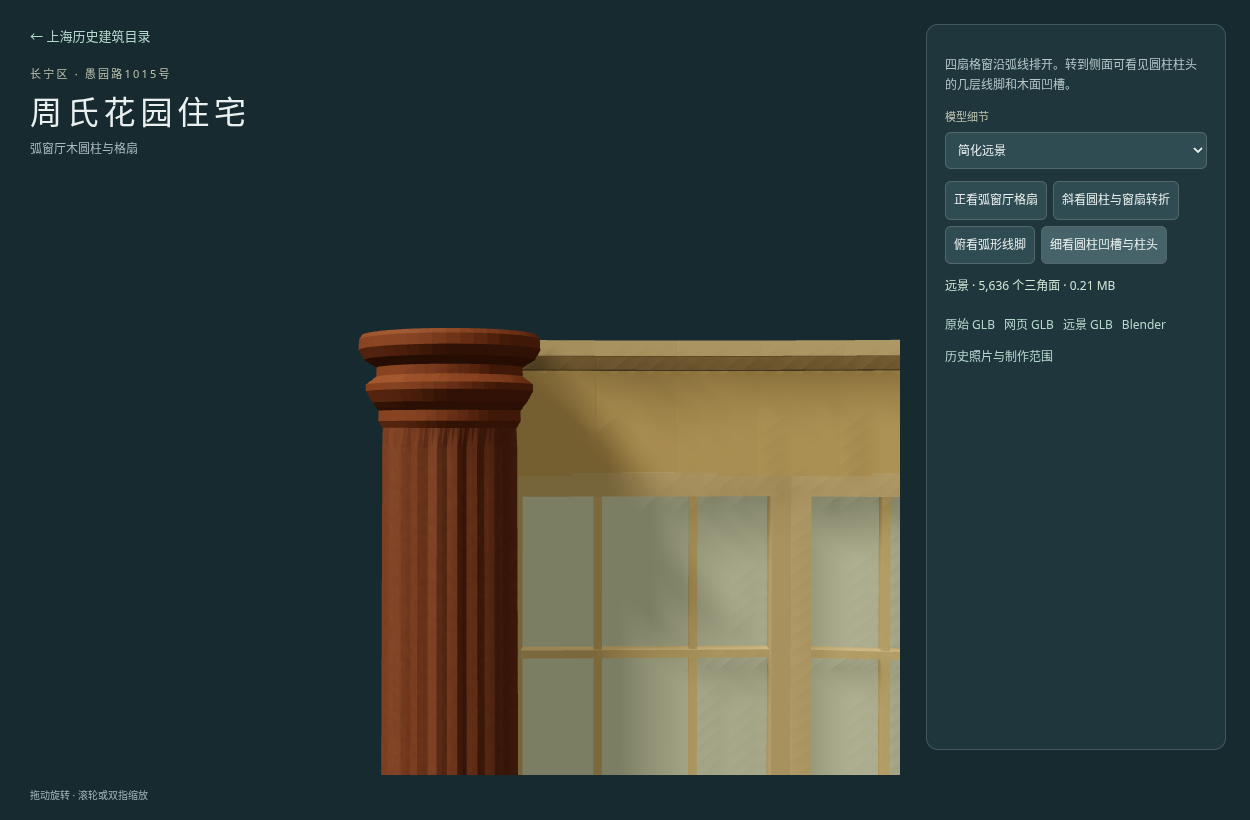 ← 上海历史建筑目录
长宁区 · 愚园路1015号
周氏花园住宅
弧窗厅木圆柱与格扇
四扇格窗沿弧线排开。转到侧面可看见圆柱柱头
的几层线脚和木面凹槽。
模型细节
简化远景
正看弧窗厅格扇 斜看圆柱与窗扇转折
俯看弧形线脚 细看圆柱凹槽与柱头
远景 · 5,636 个三角面 · 0.21 MB
原始 GLB 网页 GLB 远景 GLB Blender
历史照片与制作范围
拖动旋转 · 滚轮或双指缩放